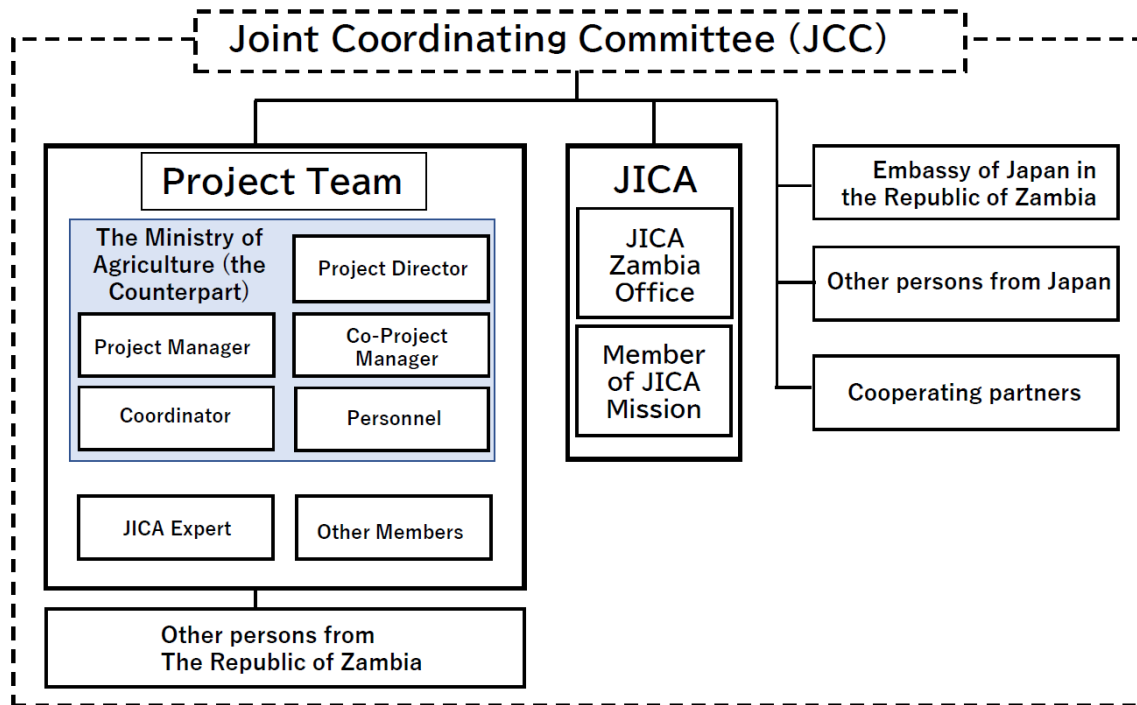 Joint Coordinating Committee (JCC)
Project Team
The Ministry of
Agriculture (the
Counterpart)
Project Director
Project Manager
Co-Project
Manager
Coordinator
Personnel
JICA Expert
Other Members
Other persons from
The Republic of Zambia
JICA
JICA
Zambia
Office
Member
of JICA
Mission
Embassy of Japan in
the Republic of Zambia
Other persons from Japan
Cooperating partners